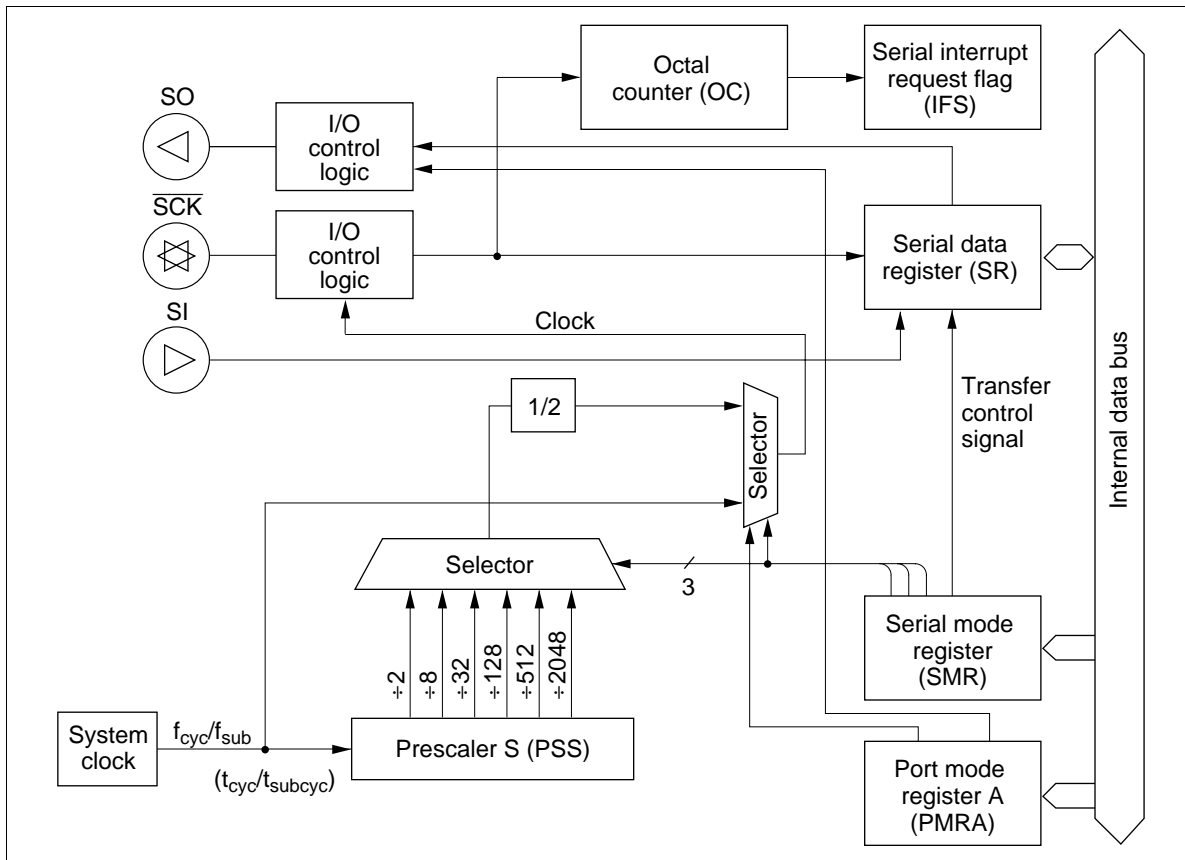 Octal
counter (OC)
Serial interrupt
request flag
(IFS)
SO
I/O
control
logic
SCK
I/O
control
logic
Serial data
register (SR)
SI
Clock
Transfer
control
signal
Internal data bus
1/2
Selector
Selector
3
÷2
÷8
÷32
÷128
÷512
÷2048
Serial mode
register
(SMR)
System
clock
fcyc/fsub
(tcyc/tsubcyc)
Prescaler S (PSS)
Port mode
register A
(PMRA)